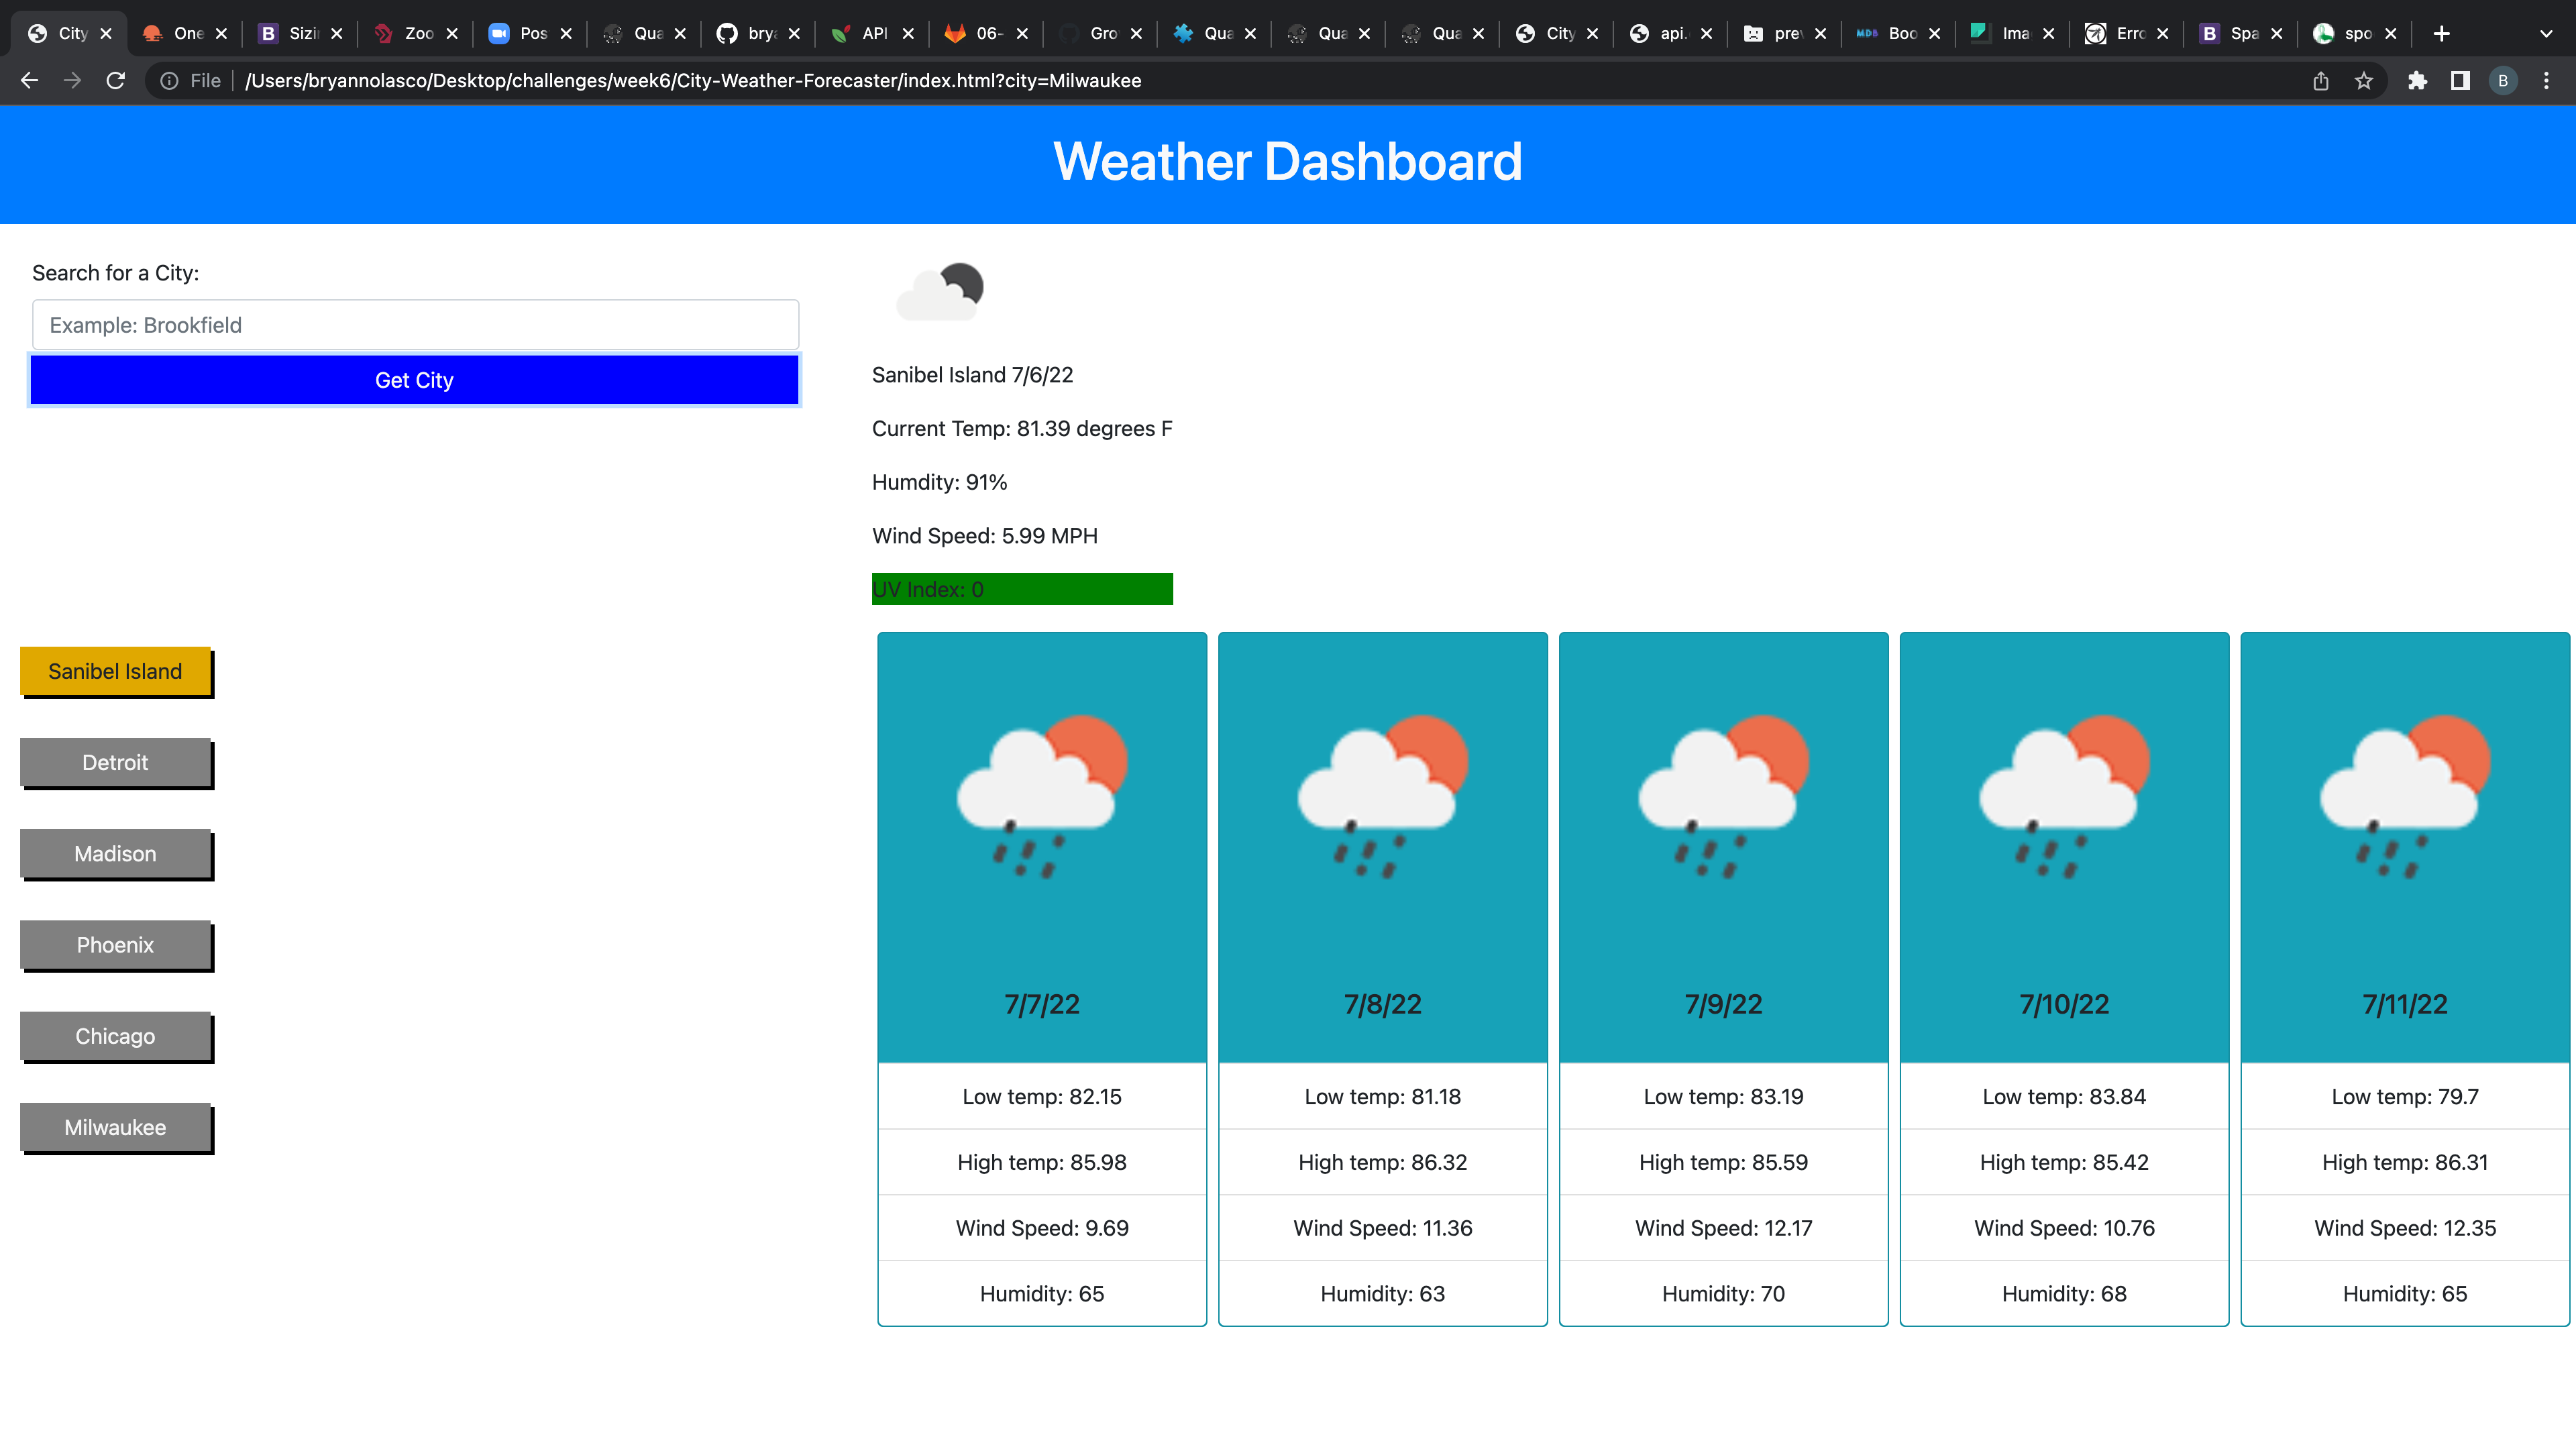 City
One
Sizi
Zoo
Pos
Qua
bry
API
06-
Gro
Qua
Qua
Qua
City
api.
prev
MDB Boo
Ima
Erro
Spa
spo
File /Users/bryannolasco/Desktop/challenges/week6/City-Weather-Forecaster/index.html?city=Milwaukee
B
Weather Dashboard
Search for a City:
Example: Brookfield
Get City
Sanibel Island
Detroit
Madison
Phoenix
Chicago
Milwaukee
Sanibel Island 7/6/22
Current Temp: 81.39 degrees F
Humdity: 91%
Wind Speed: 5.99 MPH
UV Index: 0
7/7/22
Low temp: 82.15
High temp: 85.98
Wind Speed: 9.69
Humidity: 65
7/8/22
Low temp: 81.18
High temp: 86.32
Wind Speed: 11.36
Humidity: 63
7/9/22
Low temp: 83.19
High temp: 85.59
Wind Speed: 12.17
Humidity: 70
7/10/22
Low temp: 83.84
High temp: 85.42
Wind Speed: 10.76
Humidity: 68
7/11/22
Low temp: 79.7
High temp: 86.31
Wind Speed: 12.35
Humidity: 65